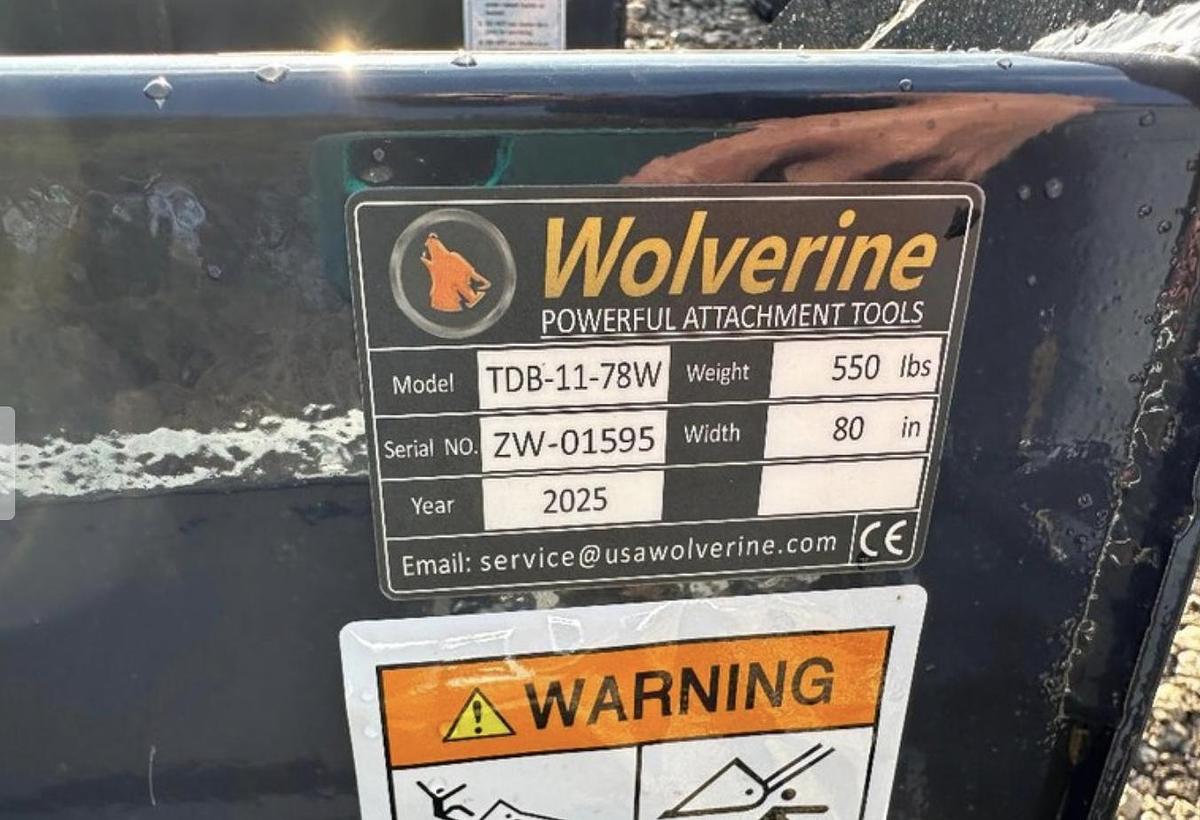 Wolverine
POWERFUL ATTACHMENT TOOLS
Model TDB-11-78W Weight 550 lbs
Serial NO. ZW-01595 Width 80 in
Year 2025
Email: service@usawolverine.com CE
WARNING